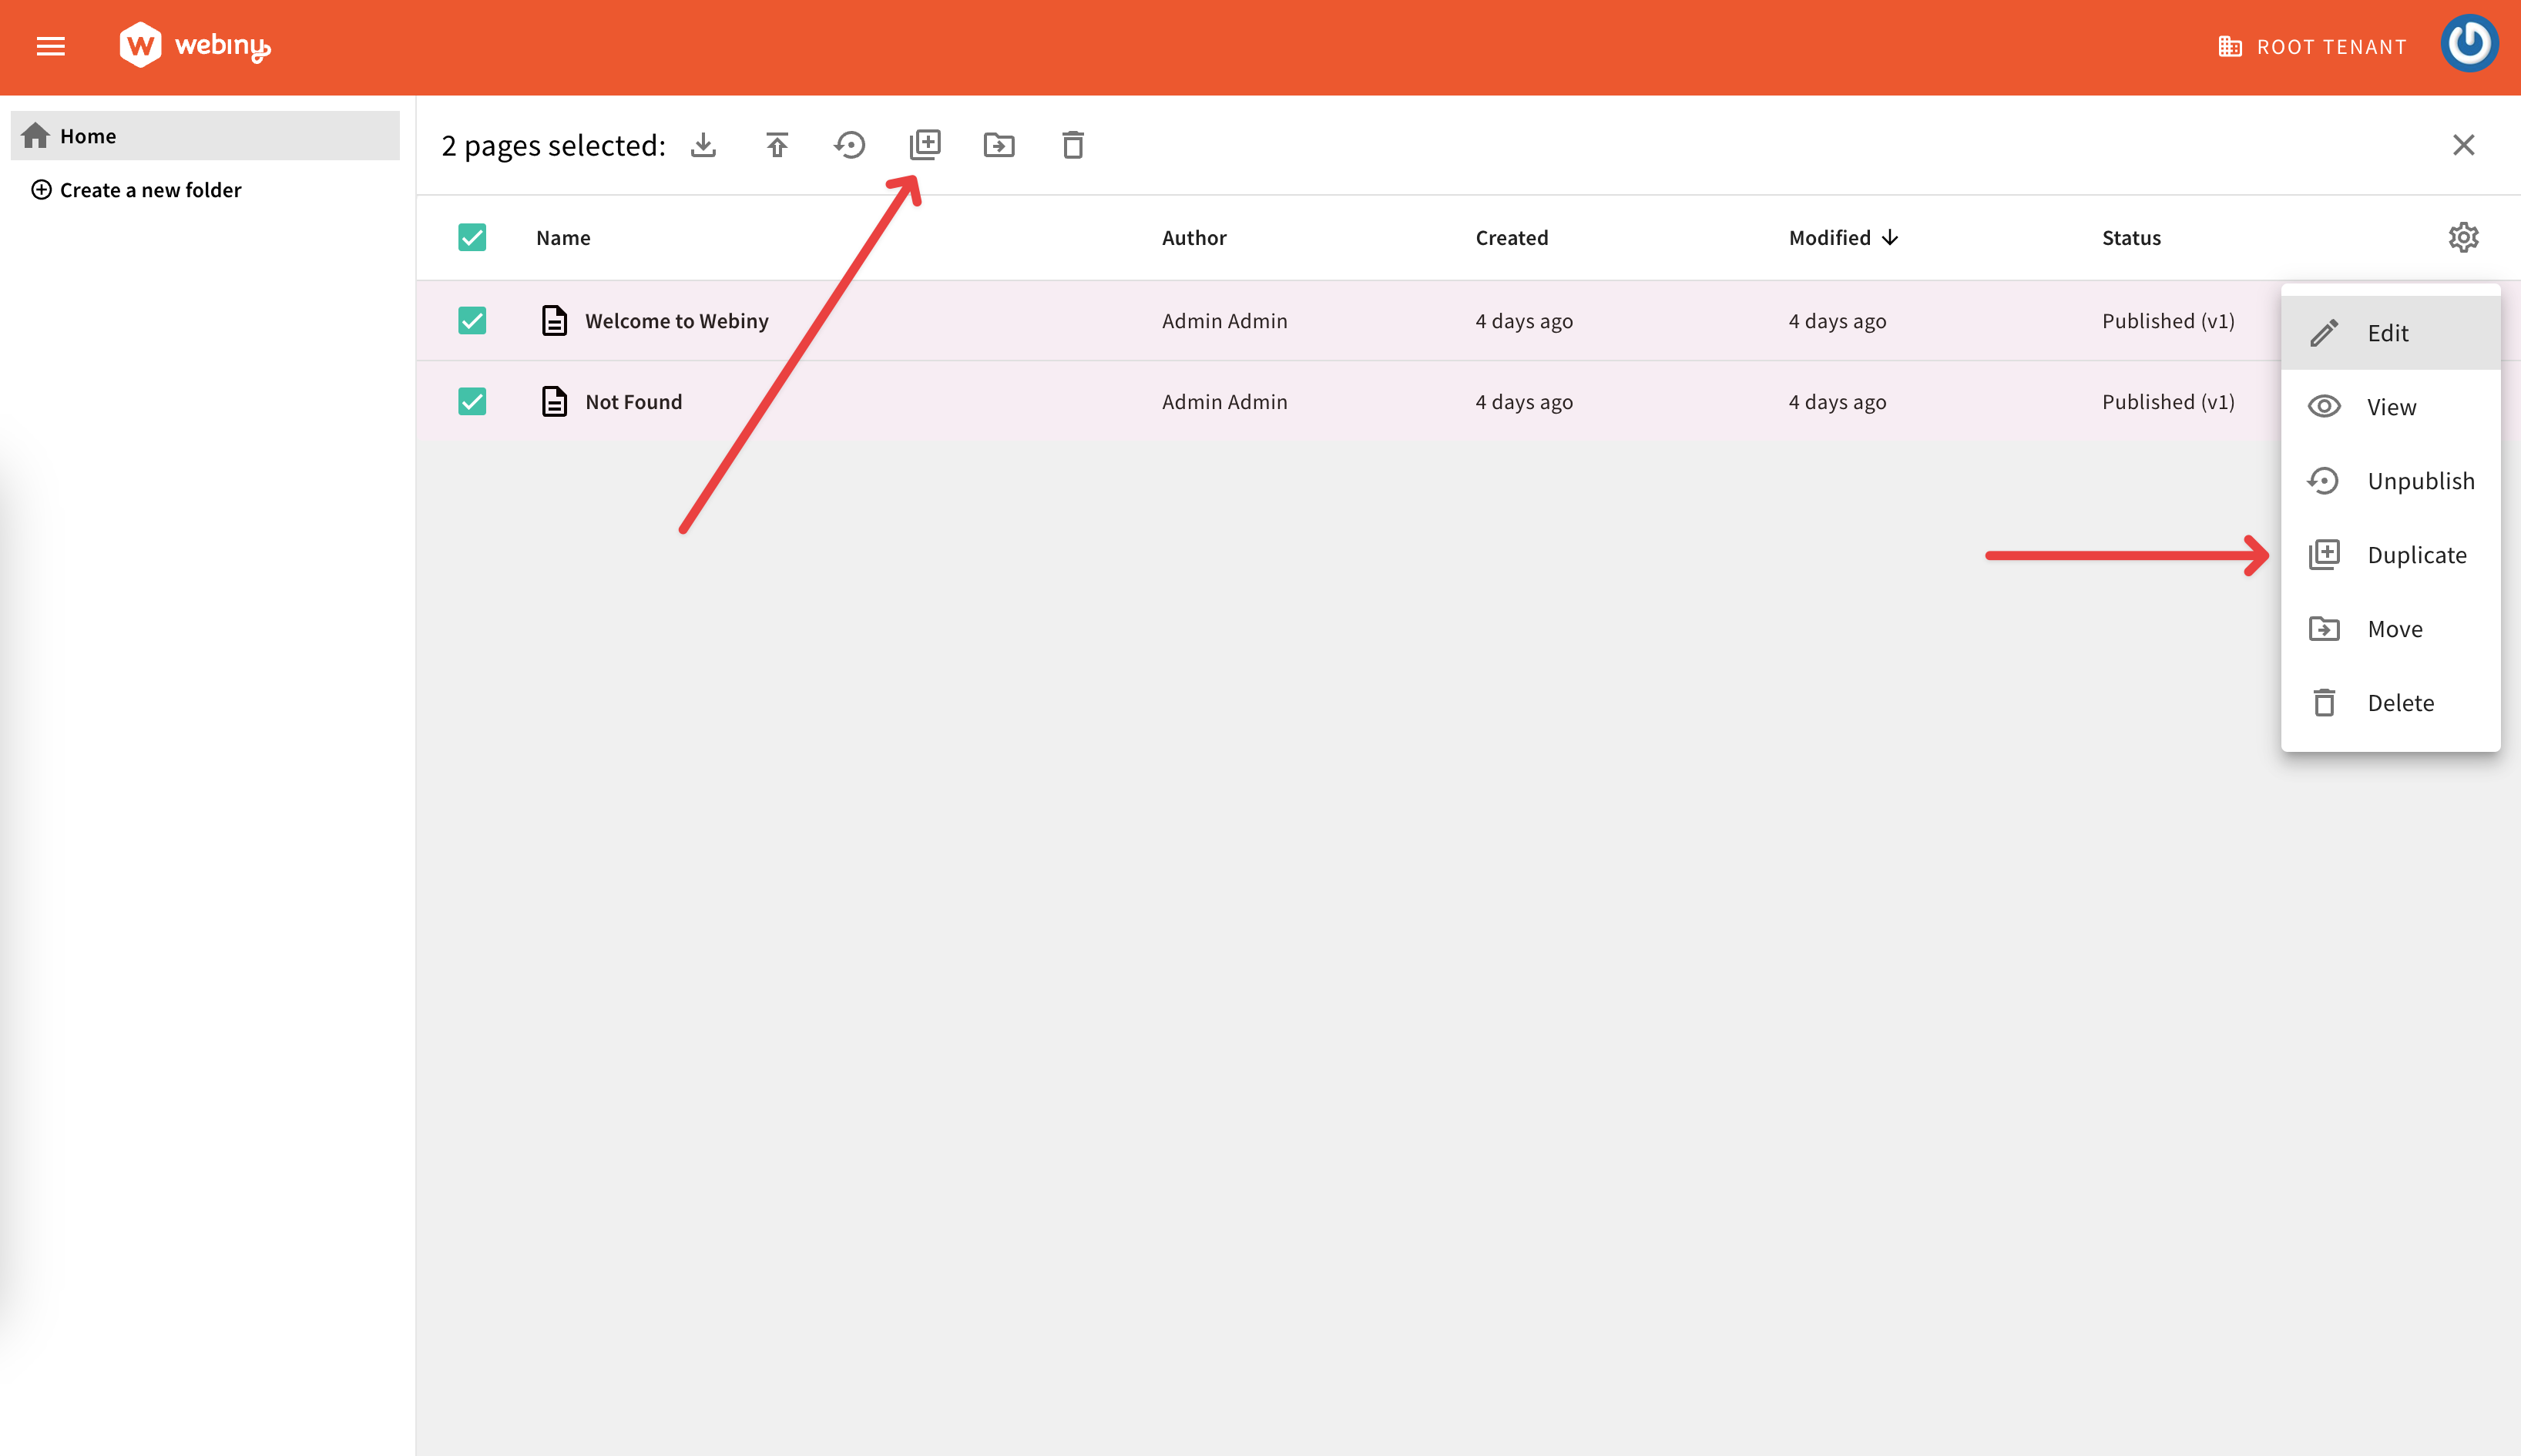 webiny
ROOT TENANT
Home
Create a new folder
2 pages selected:
Name Author Created Modified Status
Welcome to Webiny Admin Admin 4 days ago 4 days ago Published (v1)
Not Found Admin Admin 4 days ago 4 days ago Published (v1)
Edit
View
Unpublish
Duplicate
Move
Delete